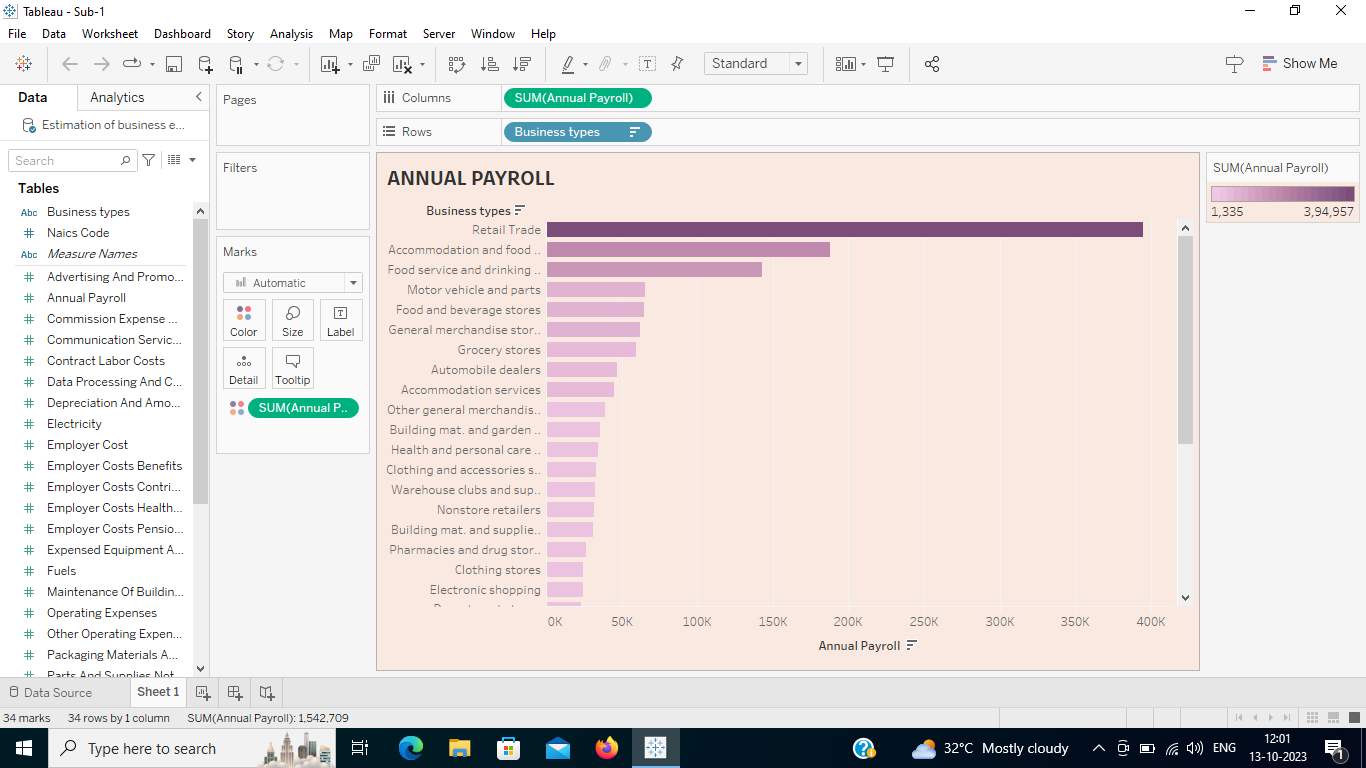 Tableau - Sub-1
File Data Worksheet Dashboard Story Analysis Map Format Server Window Help
Standard
Show Me
Data Analytics
Estimation of business e...
Search
Tables
Abc Business types
Naics Code
Abc Measure Names
Advertising And Promo...
Annual Payroll
Commission Expense ...
Communication Servic...
Contract Labor Costs
Data Processing And C...
Depreciation And Amo...
Electricity
Employer Cost
Employer Costs Benefits
Employer Costs Contri...
Employer Costs Health...
Employer Costs Pensio...
Expensed Equipment A...
Fuels
Maintenance Of Buildin...
Operating Expenses
Other Operating Expen...
Packaging Materials A...
Parts And Supplies Not
Pages
Filters
Marks
Automatic
Color Size Label
Detail Tooltip
SUM(Annual P..
Columns SUM(Annual Payroll)
Rows Business types
ANNUAL PAYROLL
Business types
Retail Trade
Accommodation and food ..
Food service and drinking ..
Motor vehicle and parts
Food and beverage stores
General merchandise stor..
Grocery stores
Automobile dealers
Accommodation services
Other general merchandis..
Building mat. and garden ..
Health and personal care ..
Clothing and accessories s..
Warehouse clubs and sup..
Nonstore retailers
Building mat. and supplie..
Pharmacies and drug stor..
Clothing stores
Electronic shopping
0K 50K 100K 150K 200K 250K 300K 350K 400K
Annual Payroll
SUM(Annual Payroll)
1,335 3,94,957
Data Source Sheet 1
34 marks 34 rows by 1 column SUM(Annual Payroll): 1,542,709
Type here to search
32°C Mostly cloudy
ENG
12:01
13-10-2023
1